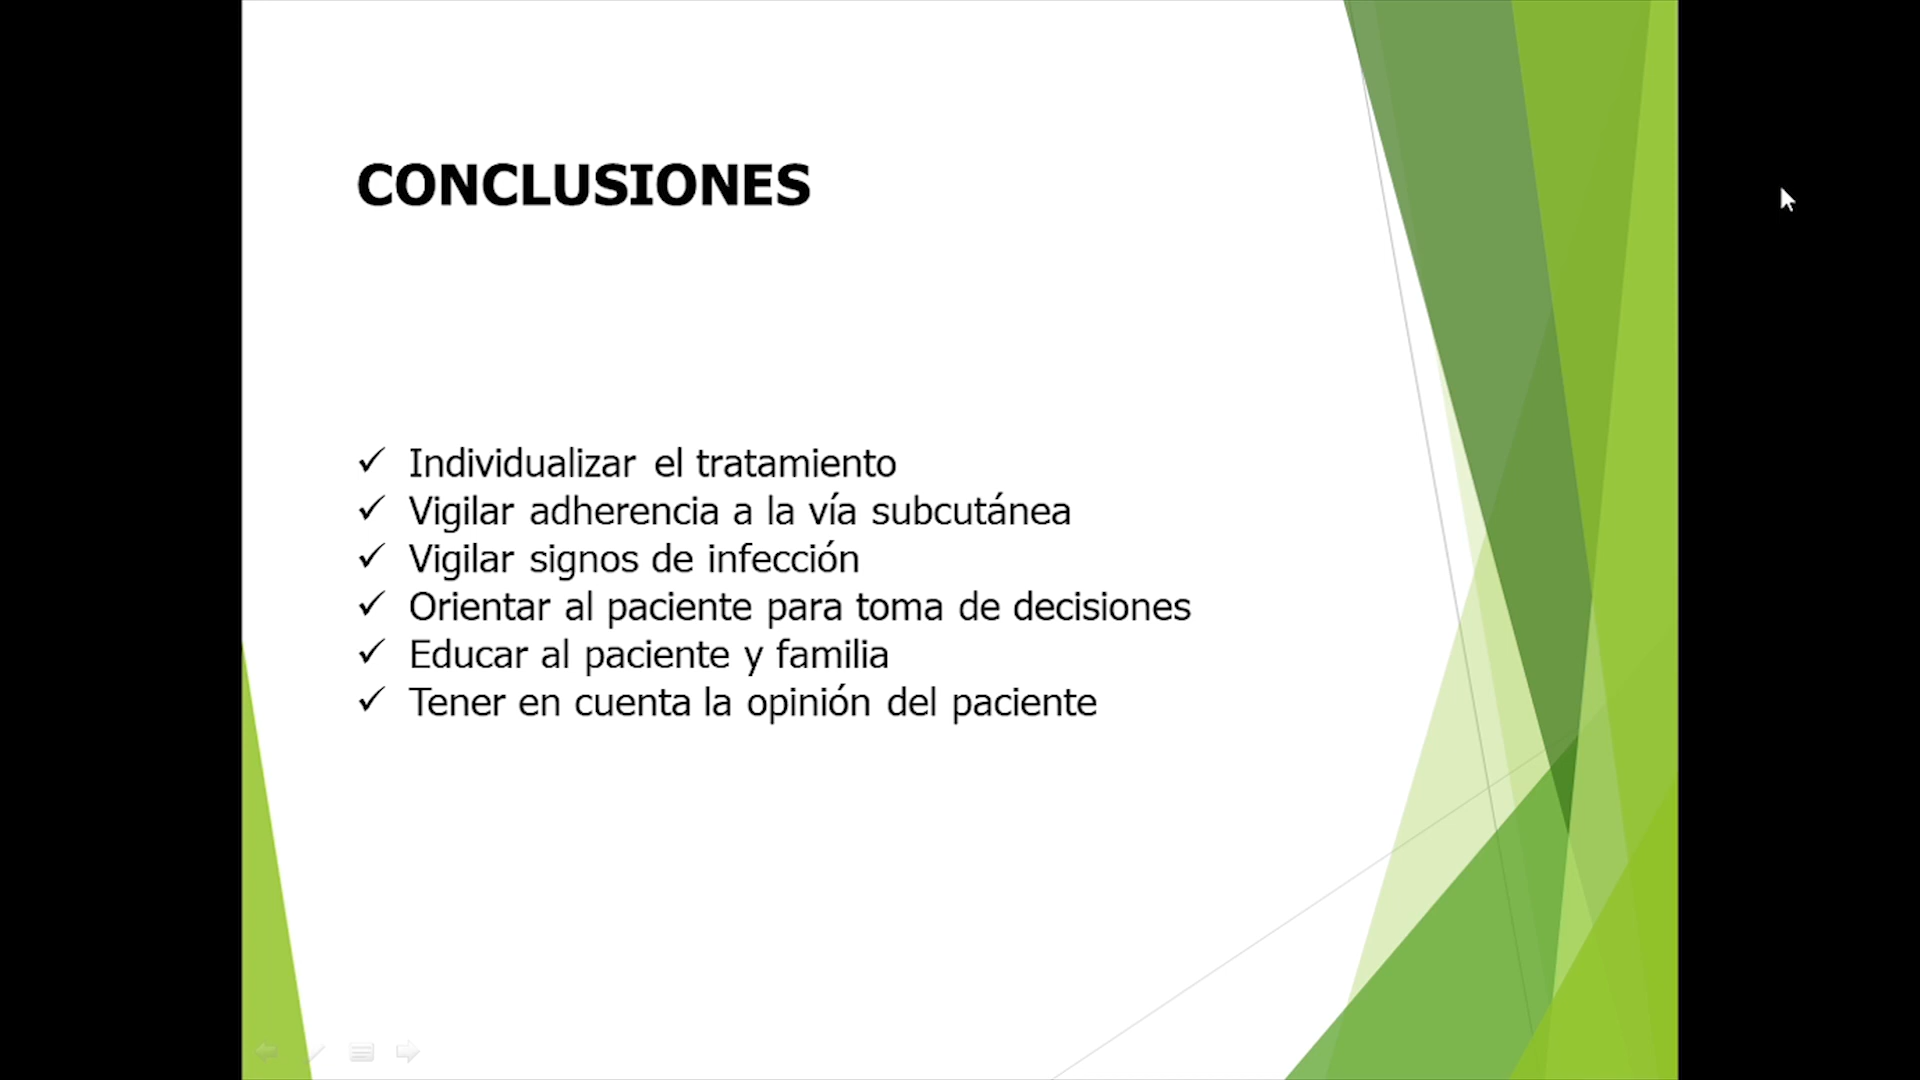 CONCLUSIONES
✓ Individualizar el tratamiento
✓ Vigilar adherencia a la vía subcutánea
✓ Vigilar signos de infección
✓ Orientar al paciente para toma de decisiones
✓ Educar al paciente y familia
✓ Tener en cuenta la opinión del paciente